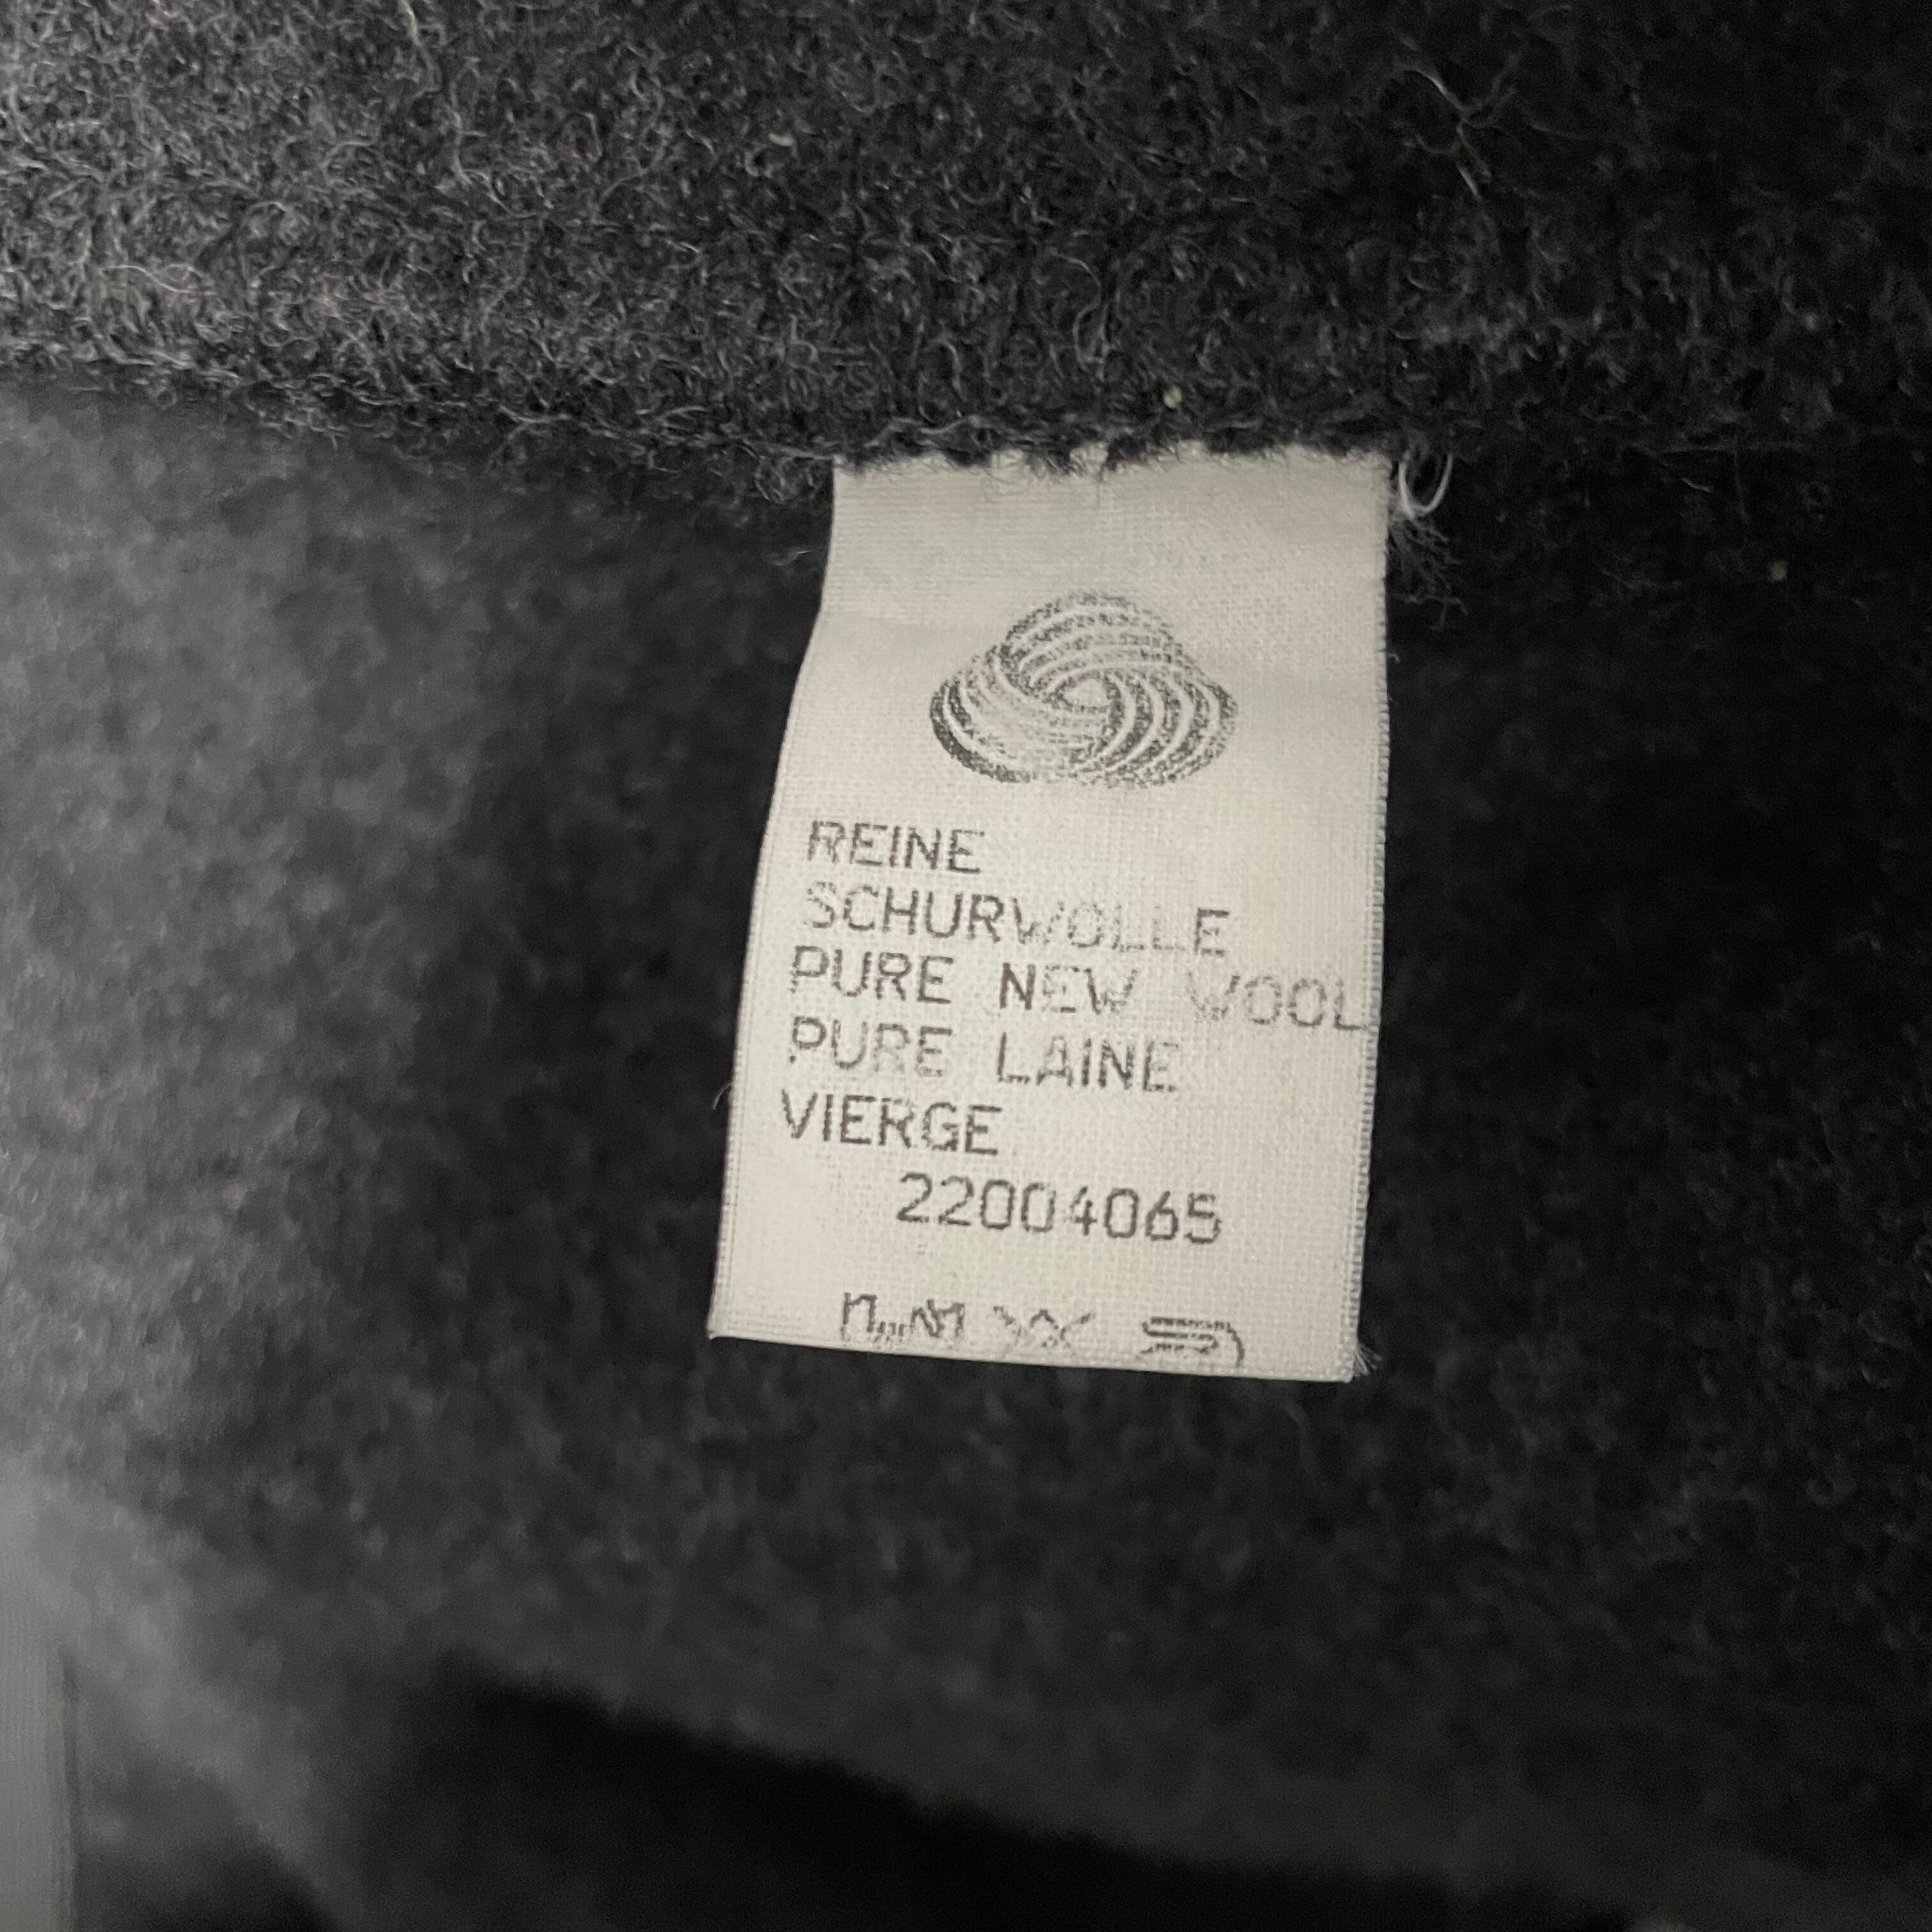 REINE
SCHURWOLLE
PURE NEW WOOL
PURE LAINE
VIERGE
22004065